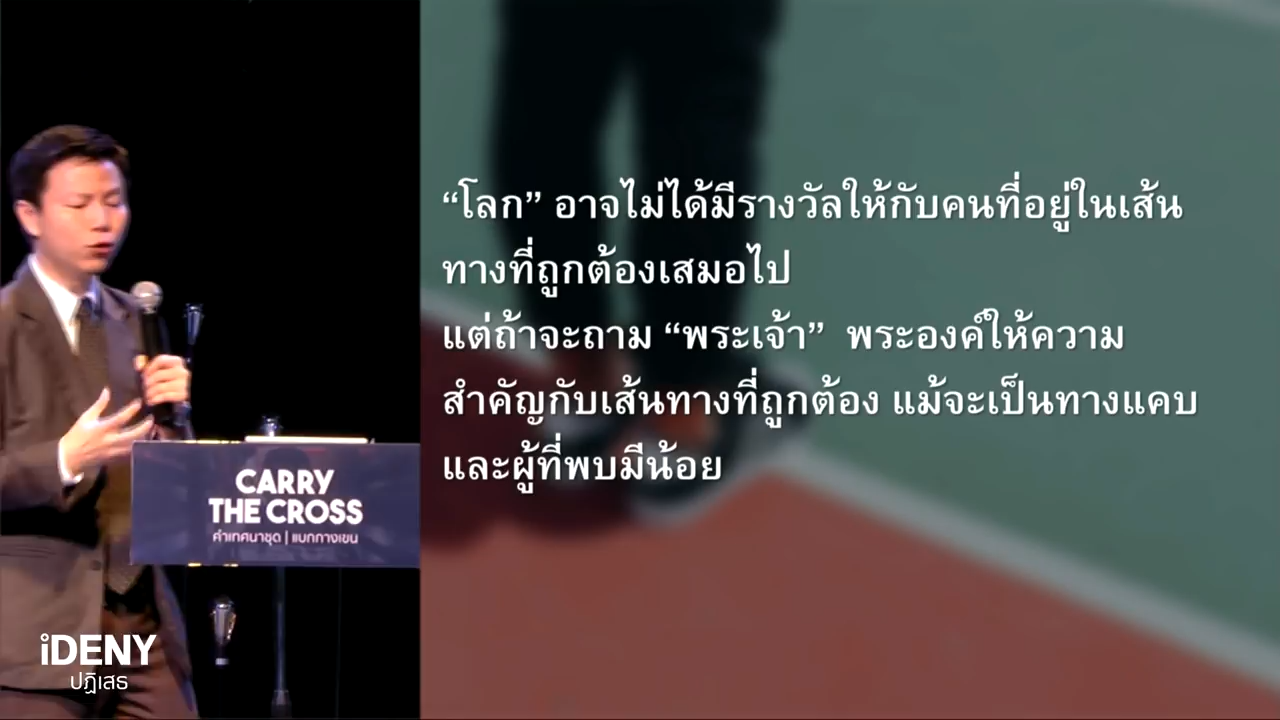 “โลก” อาจไม่ได้มีรางวัลให้กับคนที่อยู่ในเส้น
ทางที่ถูกต้องเสมอไป
แต่ถ้าจะถาม “พระเจ้า” พระองค์ให้ความ
สำคัญกับเส้นทางที่ถูกต้อง แม้จะเป็นทางแคบ
และผู้ที่พบมีน้อย
CARRY
THE CROSS
คำเทศนาชุด | แบกกางเขน
iDENY
ปฏิเสธ